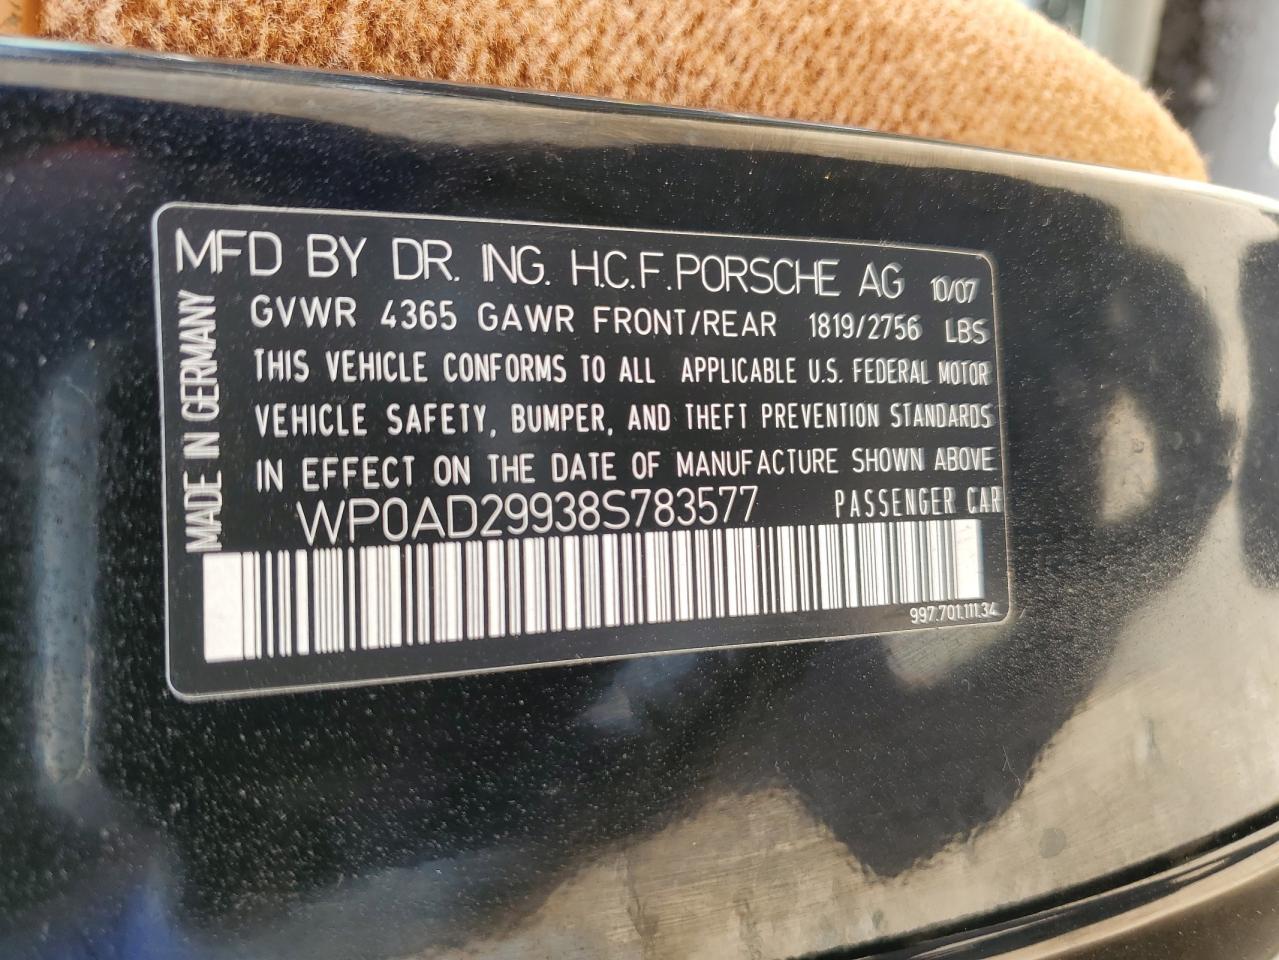 MFD BY DR. ING. H.C.F. PORSCHE AG 10/07
GVWR 4365 GAWR FRONT/REAR 1819/2756 LBS
THIS VEHICLE CONFORMS TO ALL APPLICABLE U.S. FEDERAL MOTOR
VEHICLE SAFETY, BUMPER, AND THEFT PREVENTION STANDARDS
IN EFFECT ON THE DATE OF MANUFACTURE SHOWN ABOVE
WP0AD29938S783577 PASSENGER CAR
997.701.111.34
MADE IN GERMANY